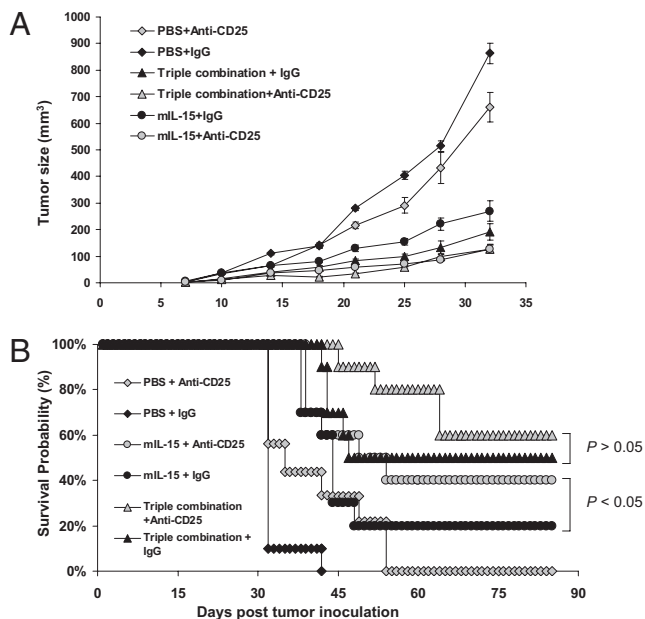 A
Tumor size (mm³)
1000
900
800
700
600
500
400
300
200
100
0
PBS+Anti-CD25
PBS+IgG
Triple combination + IgG
Triple combination+Anti-CD25
mIL-15+IgG
mIL-15+Anti-CD25
0 5 10 15 20 25 30 35
B
Survival Probability (%)
100%
80%
60%
40%
20%
0%
PBS + Anti-CD25
PBS + IgG
mIL-15 + Anti-CD25
mIL-15 + IgG
Triple combination
+Anti-CD25
Triple combination +
IgG
P > 0.05
P < 0.05
0 15 30 45 60 75 90
Days post tumor inoculation